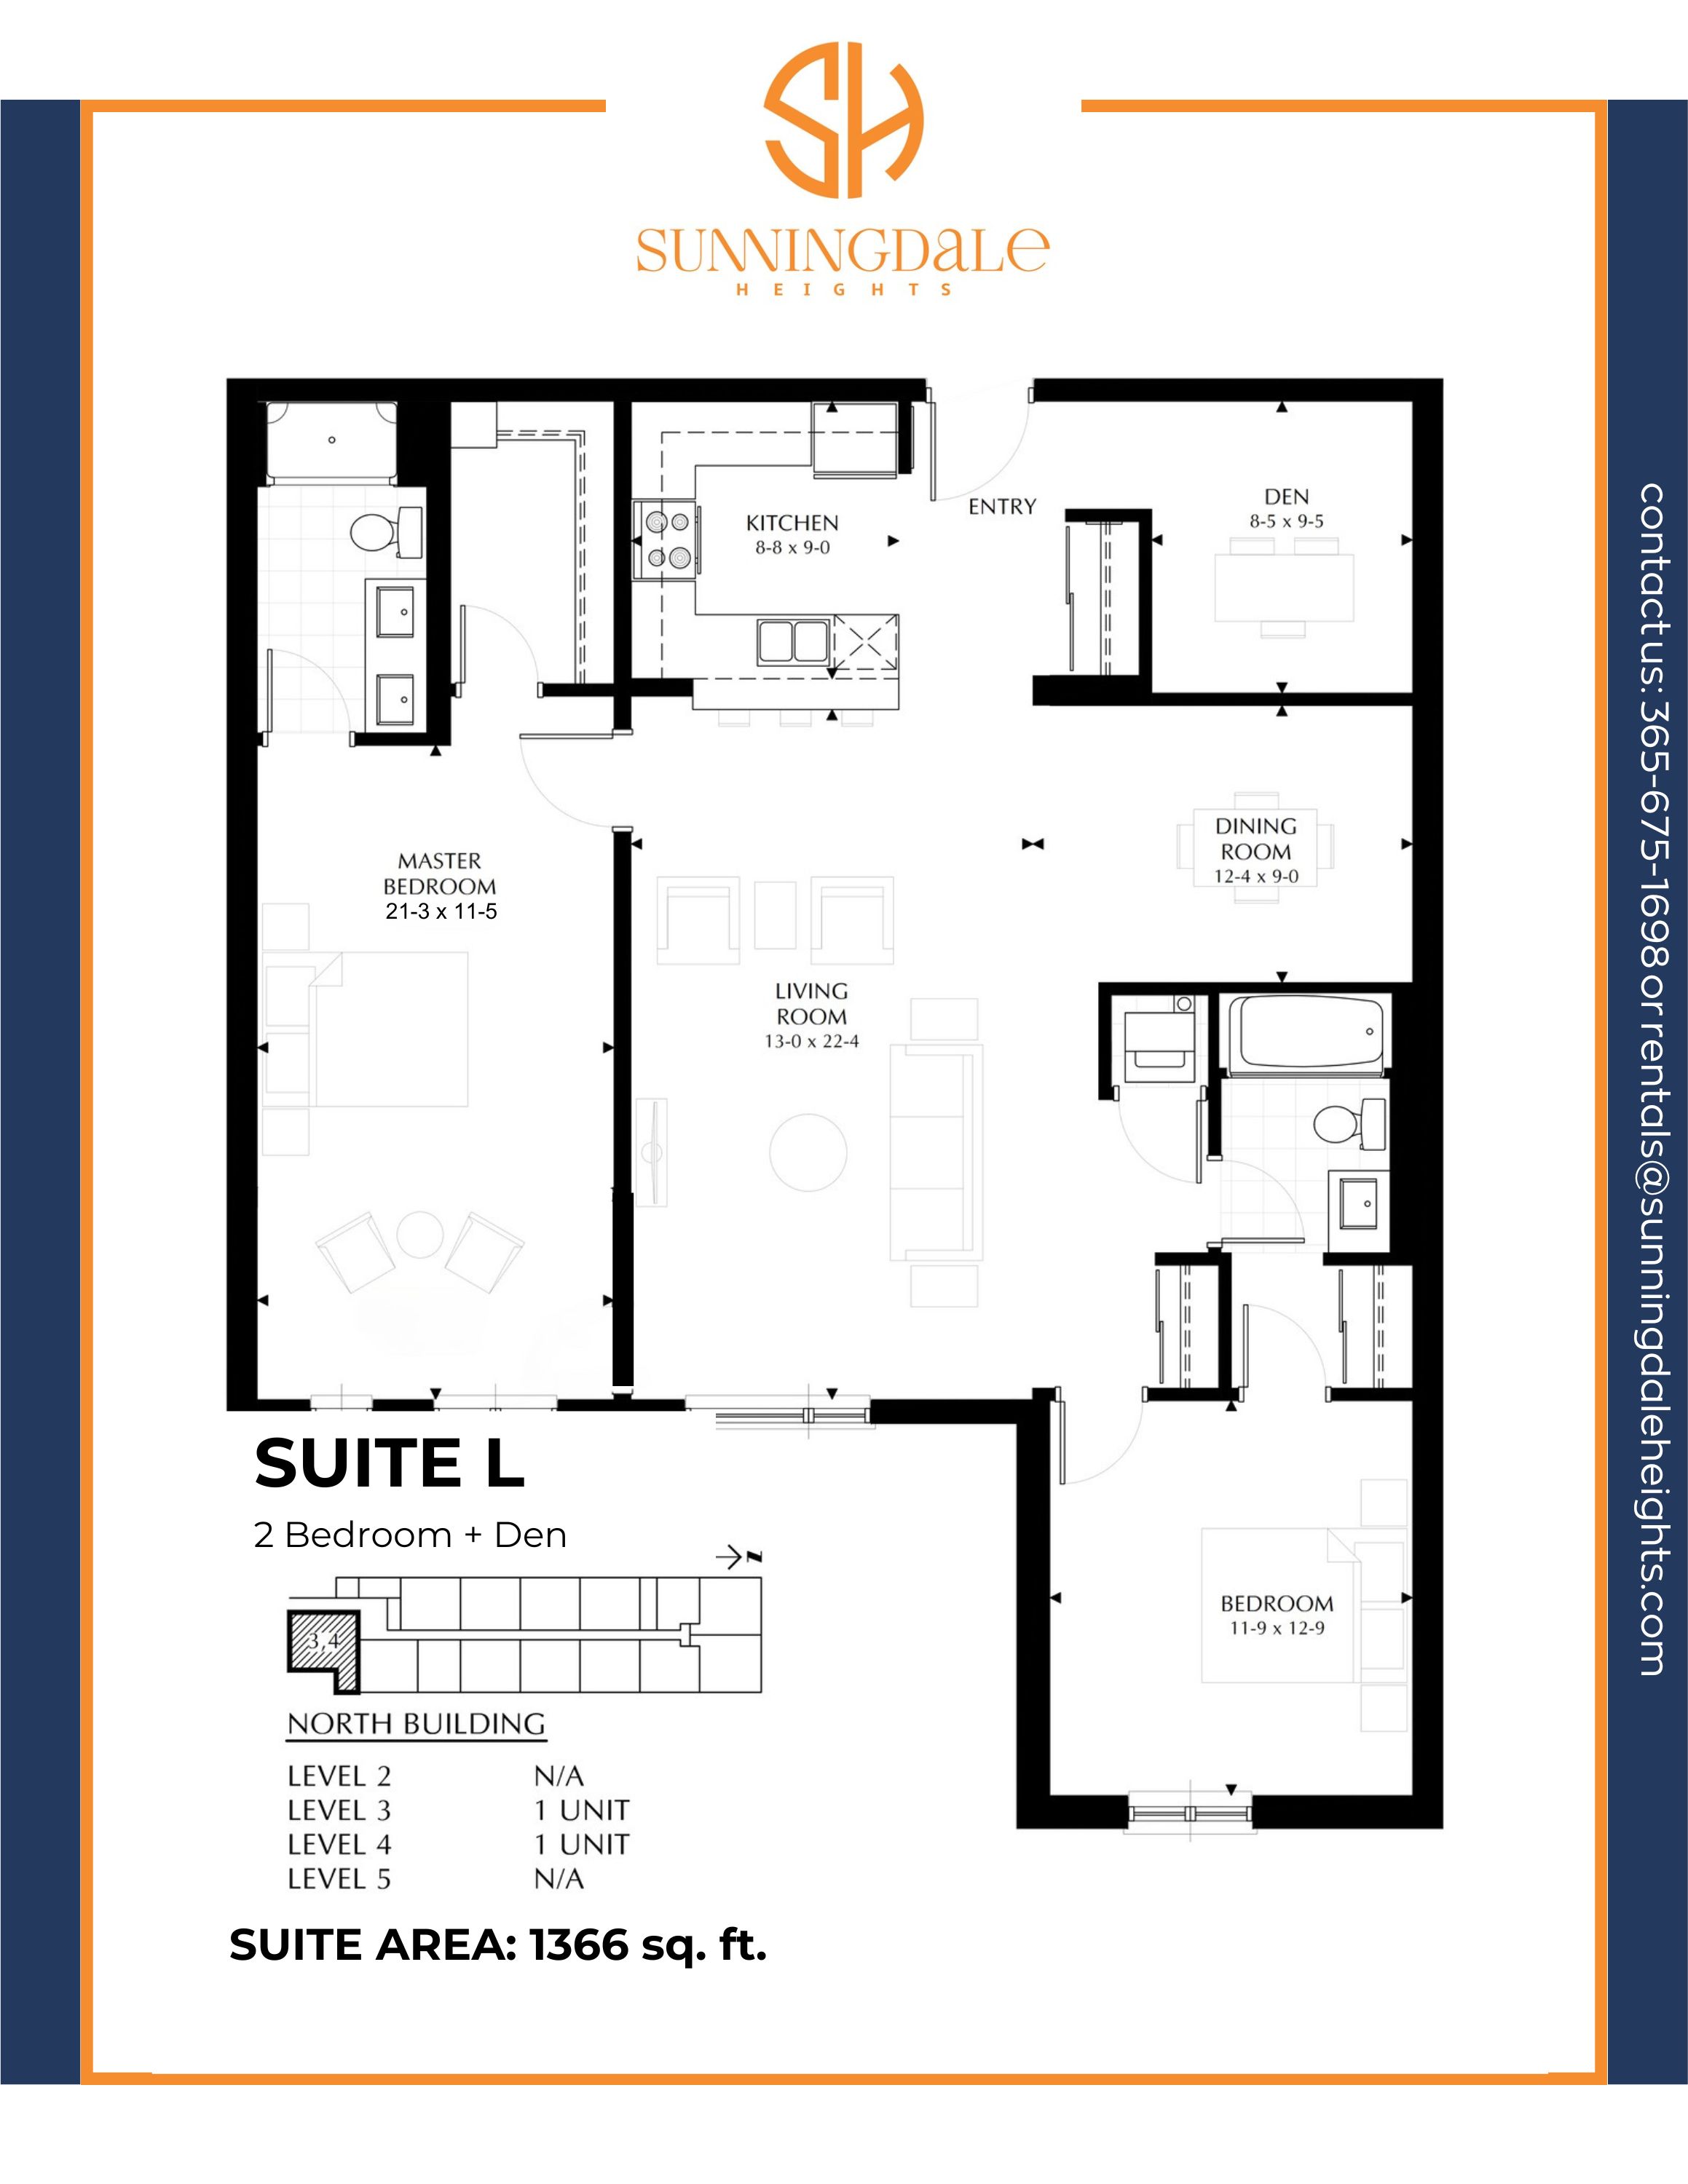 SUNNINGDALE
HEIGHTS
KITCHEN
8-8 x 9-0
ENTRY
DEN
8-5 x 9-5
MASTER
BEDROOM
21-3 x 11-5
DINING
ROOM
12-4 x 9-0
LIVING
ROOM
13-0 x 22-4
BEDROOM
11-9 x 12-9
SUITE L
2 Bedroom + Den
N
3,4
NORTH BUILDING
LEVEL 2 N/A
LEVEL 3 1 UNIT
LEVEL 4 1 UNIT
LEVEL 5 N/A
SUITE AREA: 1366 sq. ft.
contact us: 365-675-1698 or rentals@sunningdaleheights.com